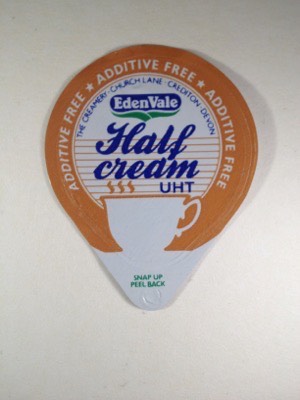 ADDITIVE FREE ★ ADDITIVE FREE ★ ADDITIVE FREE
THE CREAMERY · CHURCH LANE · CREDITON · DEVON
EdenVale
Half
cream
UHT
SNAP UP
PEEL BACK